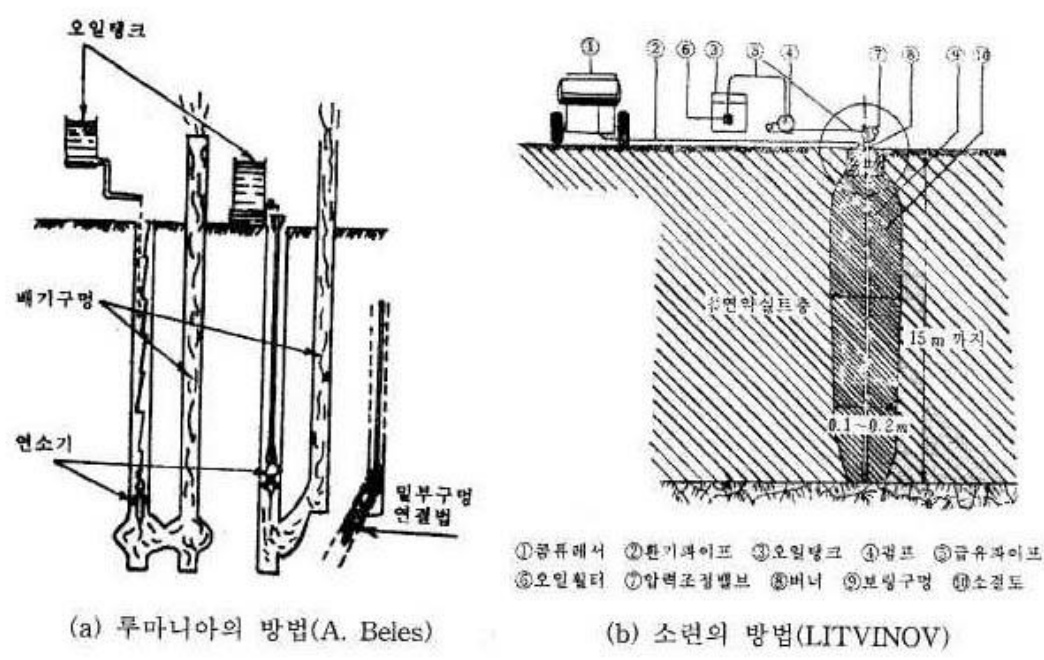 오일탱크
배기구멍
연소기
밑부구멍
연결법
(a) 루마니아의 방법(A. Beles)
① ② ⑥ ③ ⑤ ④ ⑦ ⑧ ⑨ ⑩
연약실트층
15m 까지
0.1~0.2m
①콤퓨레서 ②환기파이프 ③오일탱크 ④펌프 ⑤급유파이프
⑥오일휠터 ⑦압력조정밸브 ⑧버너 ⑨보링구멍 ⑩소결토
(b) 소련의 방법(LITVINOV)